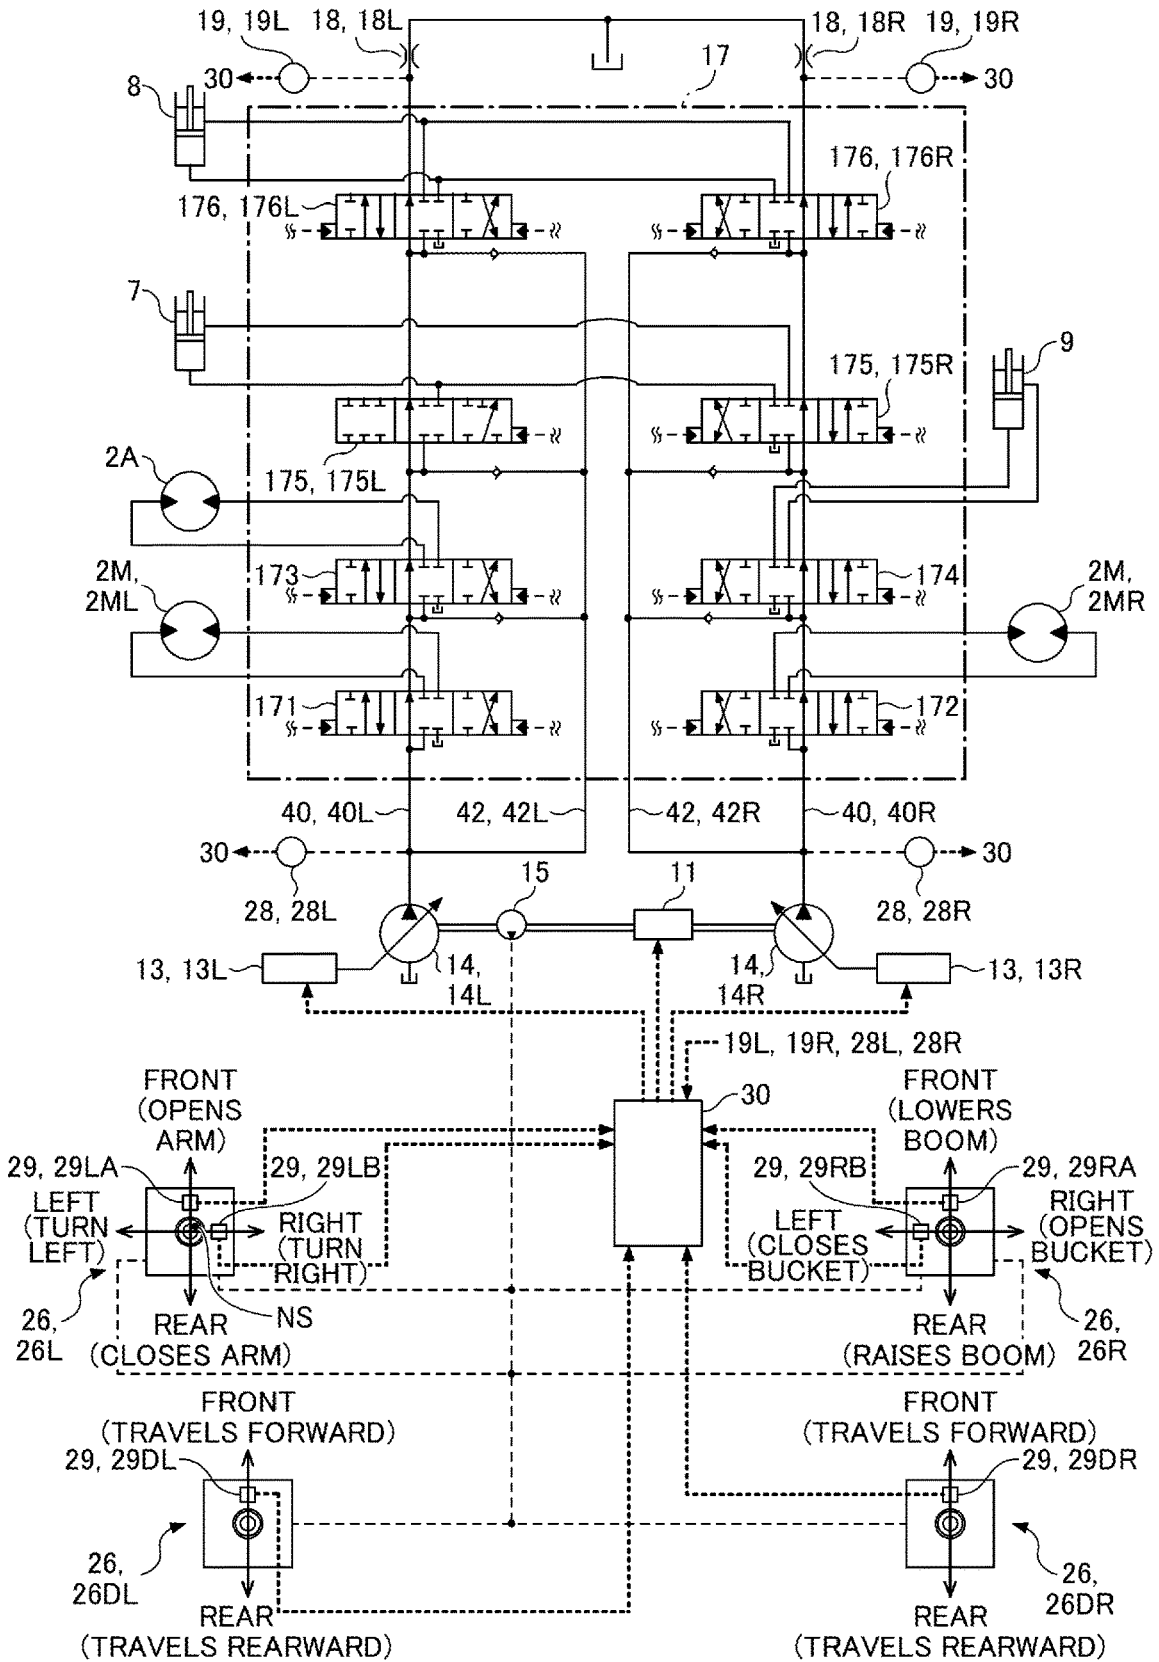 19, 19L
18, 18L
18, 18R
19, 19R
30
30
17
8
176, 176R
176, 176L
7
9
175, 175R
2A
175, 175L
2M,
2ML
173
174
2M,
2MR
171
172
40, 40L
42, 42L
42, 42R
40, 40R
30
30
15
11
28, 28L
28, 28R
13, 13L
14,
14L
14,
14R
13, 13R
19L, 19R, 28L, 28R
30
FRONT
(OPENS
ARM)
FRONT
(LOWERS
BOOM)
29, 29LA
29, 29LB
29, 29RB
29, 29RA
LEFT
(TURN
LEFT)
RIGHT
(TURN
RIGHT)
LEFT
(CLOSES
BUCKET)
RIGHT
(OPENS
BUCKET)
NS
26,
26L
REAR
(CLOSES ARM)
REAR
(RAISES BOOM)
26,
26R
FRONT
(TRAVELS FORWARD)
FRONT
(TRAVELS FORWARD)
29, 29DL
29, 29DR
26,
26DL
26,
26DR
REAR
(TRAVELS REARWARD)
REAR
(TRAVELS REARWARD)